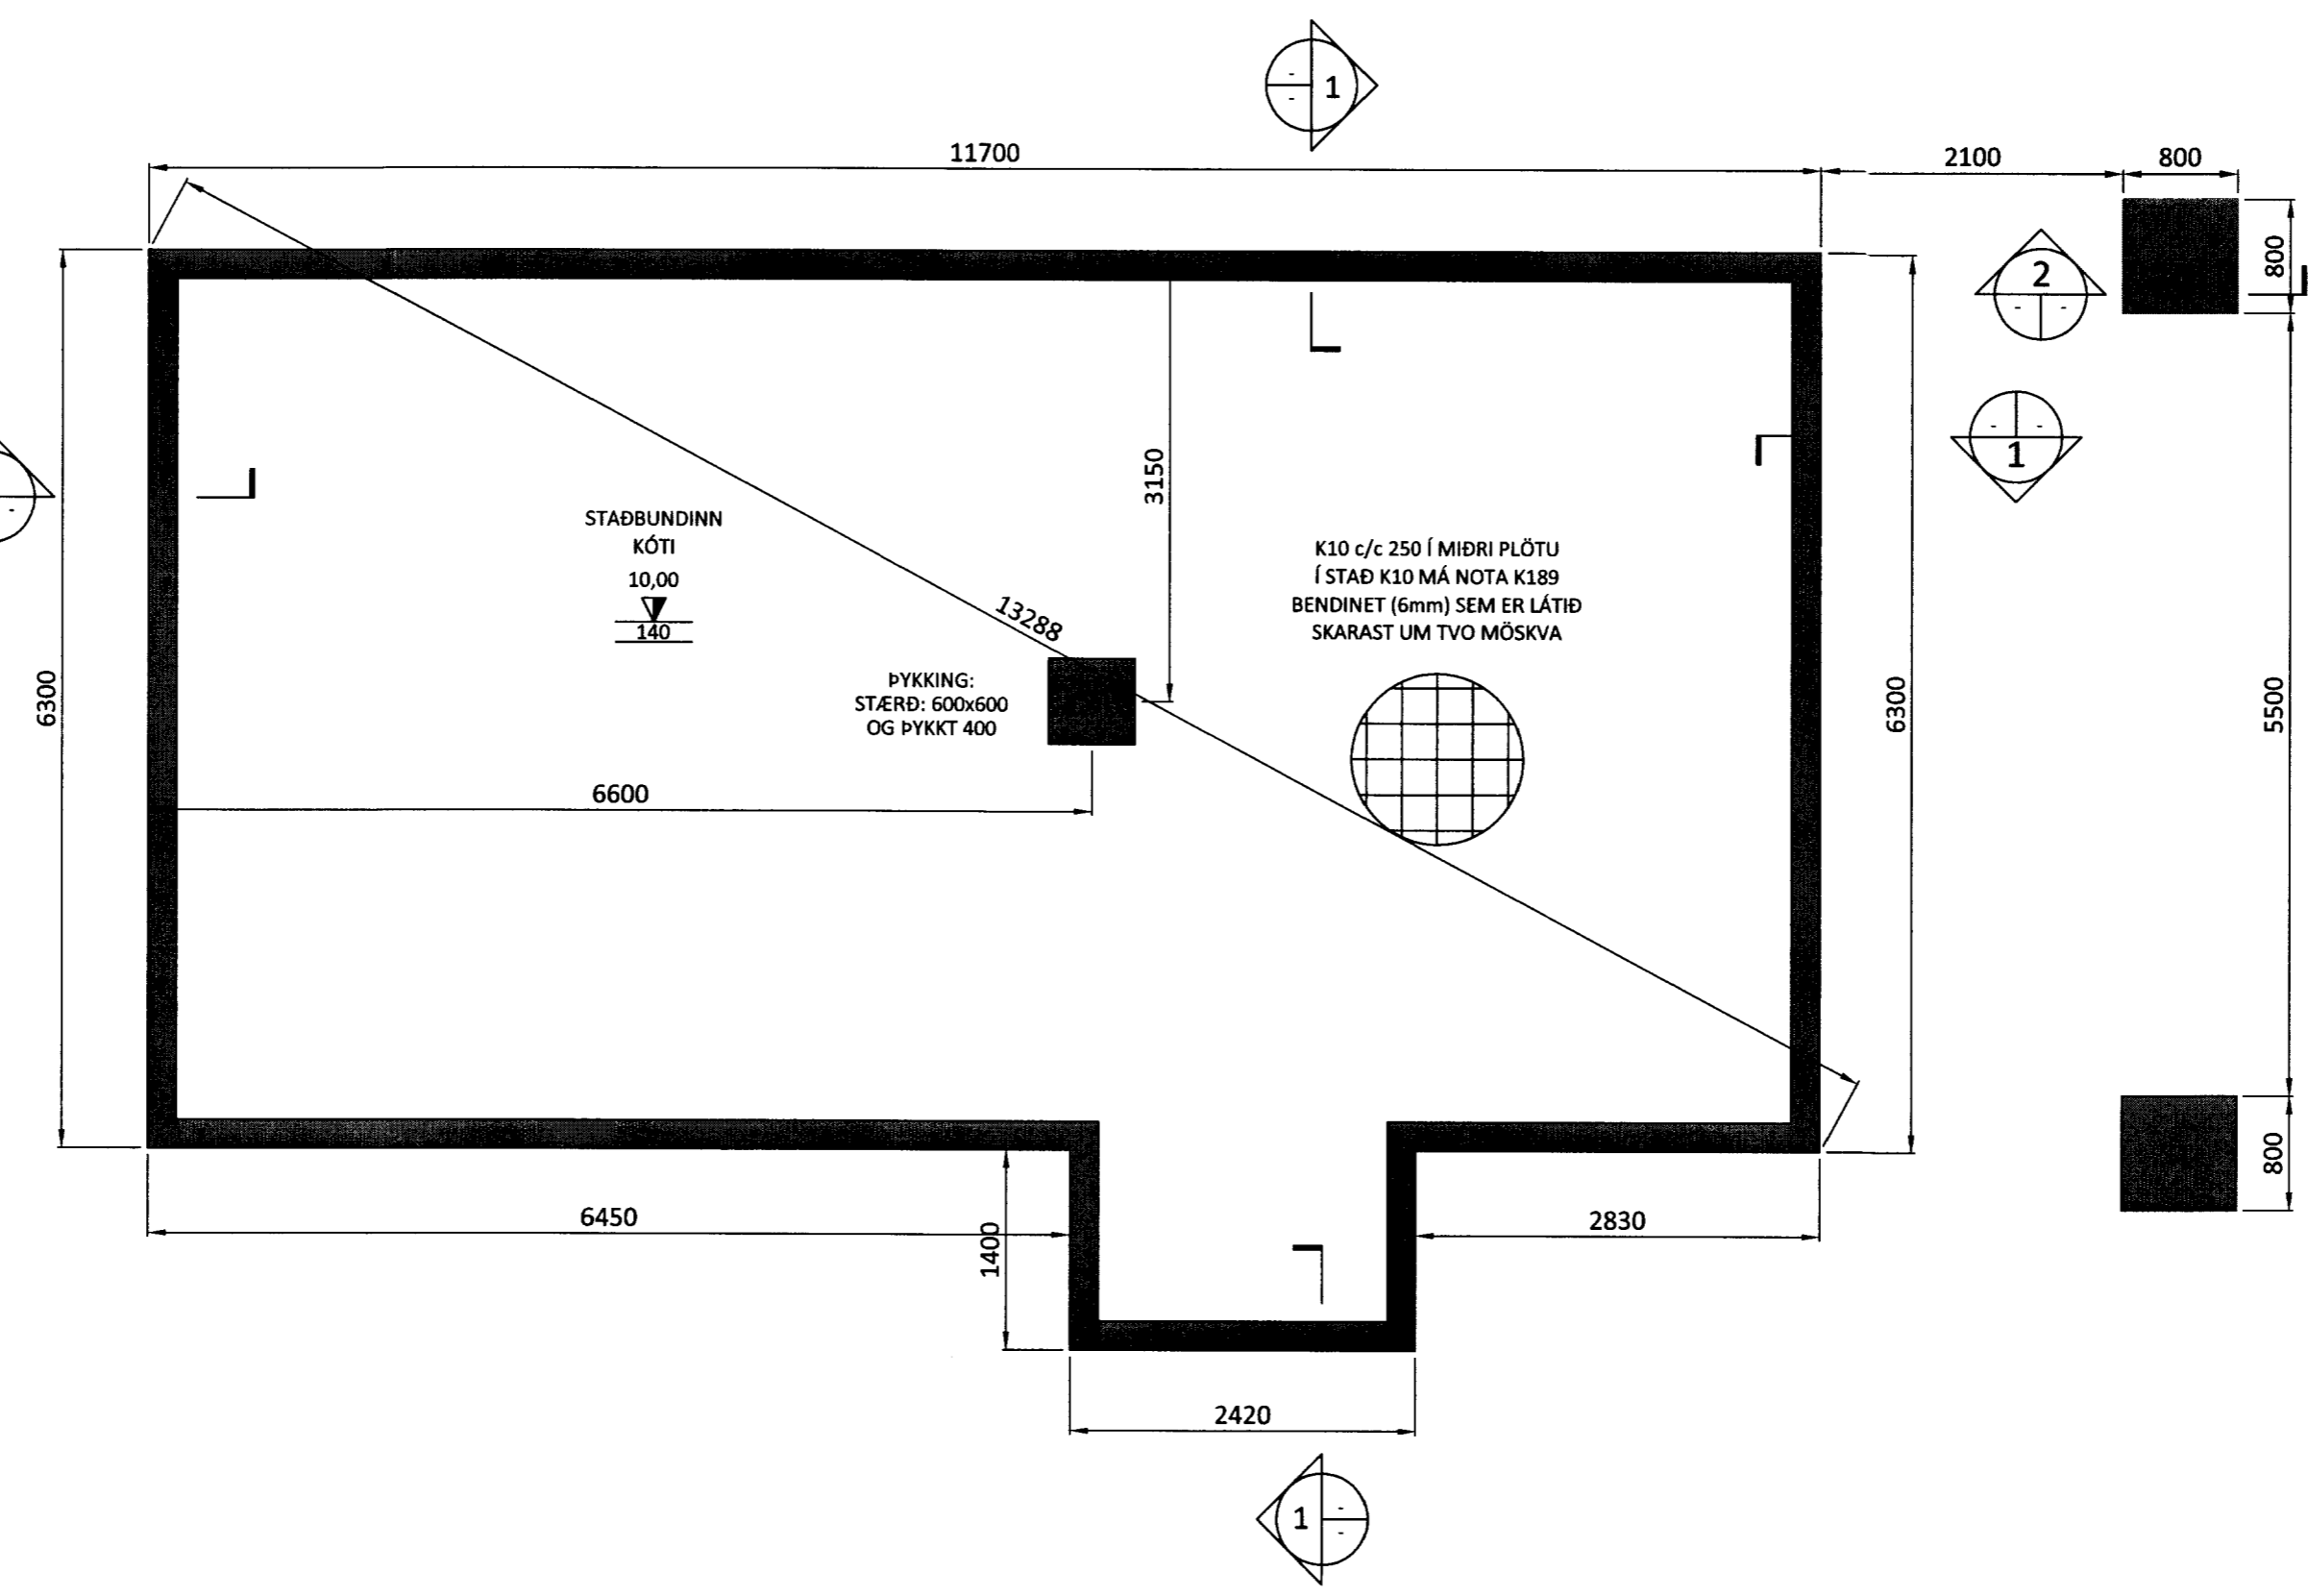 1
11700
2100
800
800
2
1
3150
STAÐBUNDINN
KÓTI
10,00
140
K10 c/c 250 Í MIÐRI PLÖTU
Í STAÐ K10 MÁ NOTA K189
BENDINET (6mm) SEM ER LÁTIÐ
SKARAST UM TVO MÖSKVA
13288
ÞYKKING:
STÆRÐ: 600x600
OG ÞYKKT 400
6300
6300
5500
6600
800
6450
1400
2830
2420
1